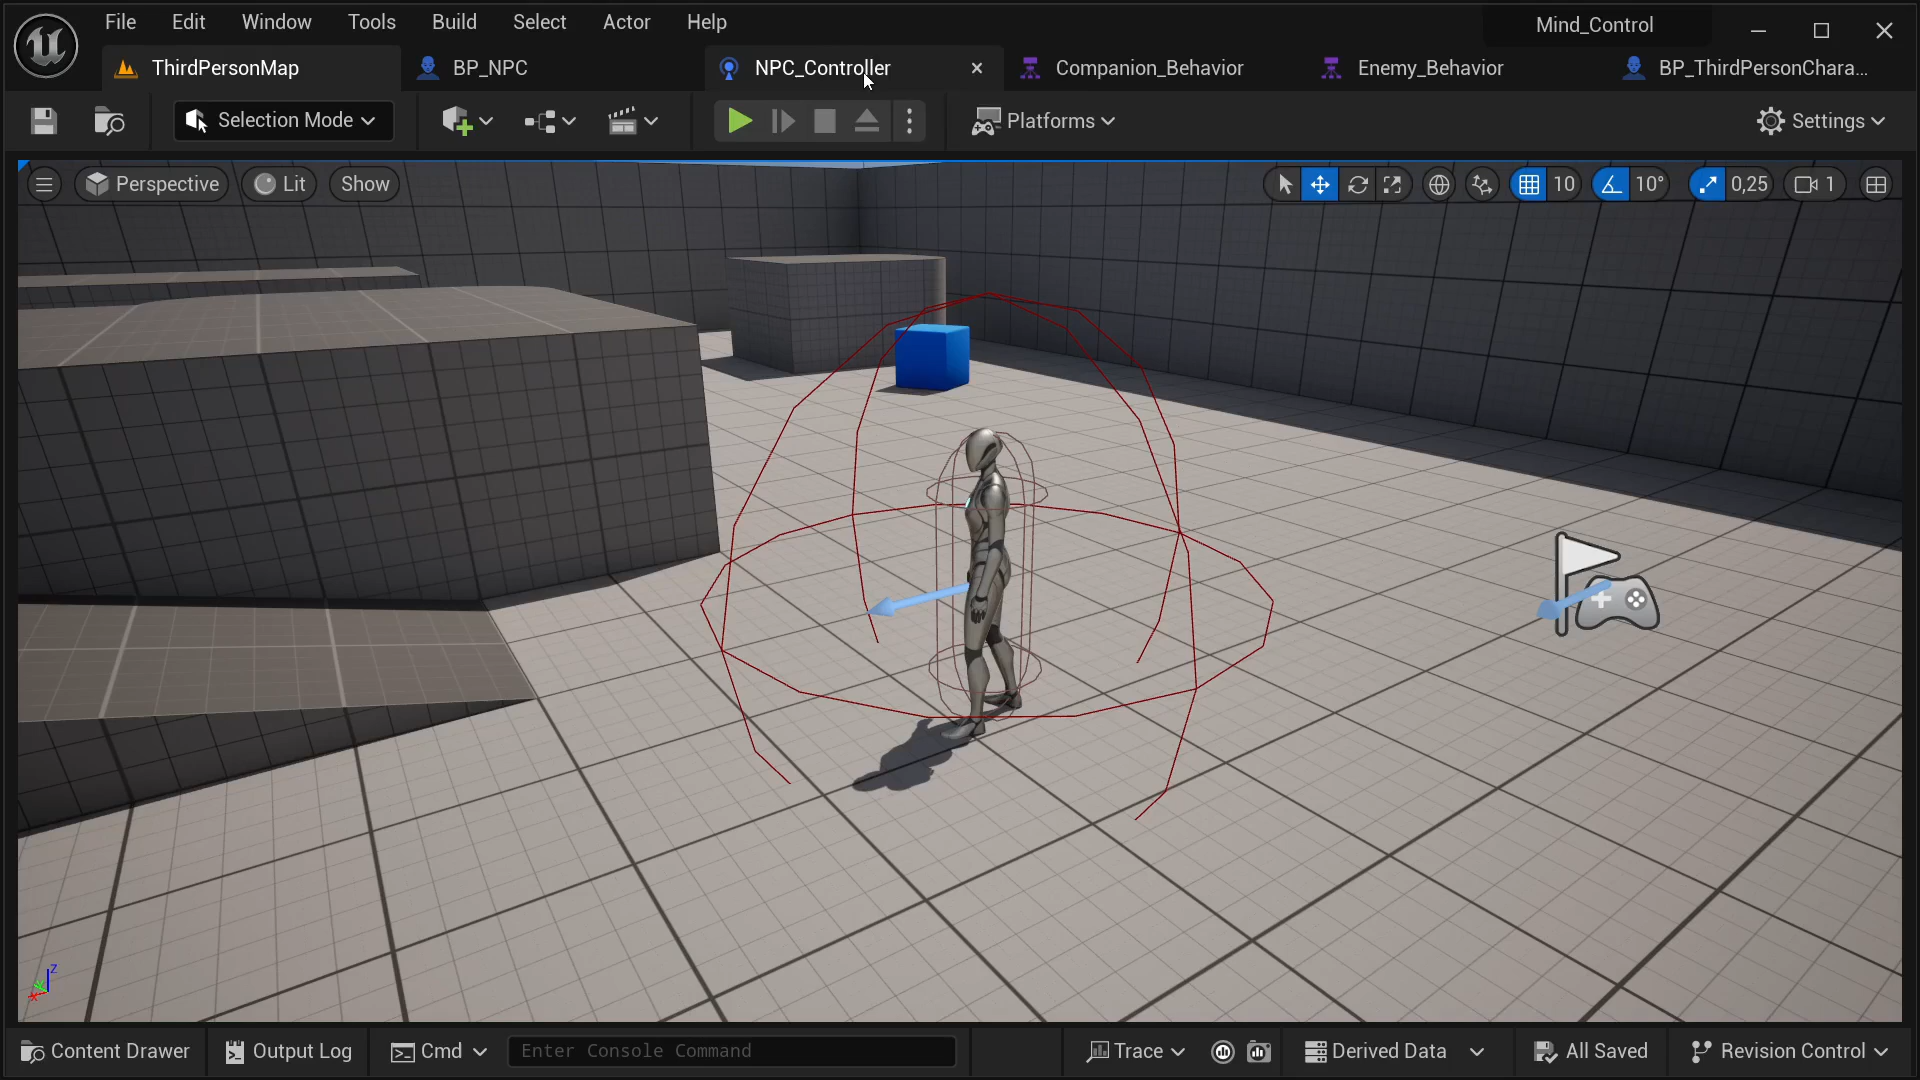 File Edit Window Tools Build Select Actor Help Mind_Control
ThirdPersonMap BP_NPC NPC_Controller Companion_Behavior Enemy_Behavior BP_ThirdPersonChara...
Selection Mode Platforms Settings
Perspective Lit Show 10 10° 0,25 1
Z
X
Content Drawer Output Log Cmd Enter Console Command Trace Derived Data All Saved Revision Control